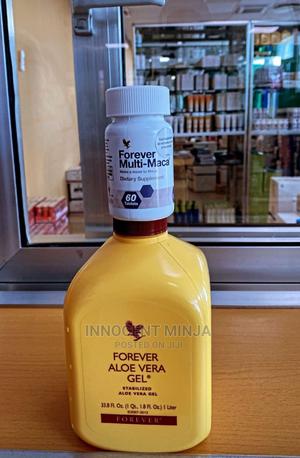 Forever
Multi-Maca
Dietary Supplement
60
Tablets
INNOCENT MINJA
POSTED ON JIJI
FOREVER
ALOE VERA
GEL®
STABILIZED
ALOE VERA GEL
33.8 Fl. Oz. (1 Qt., 1.8 Fl. Oz.) 1 Liter
FOREVER